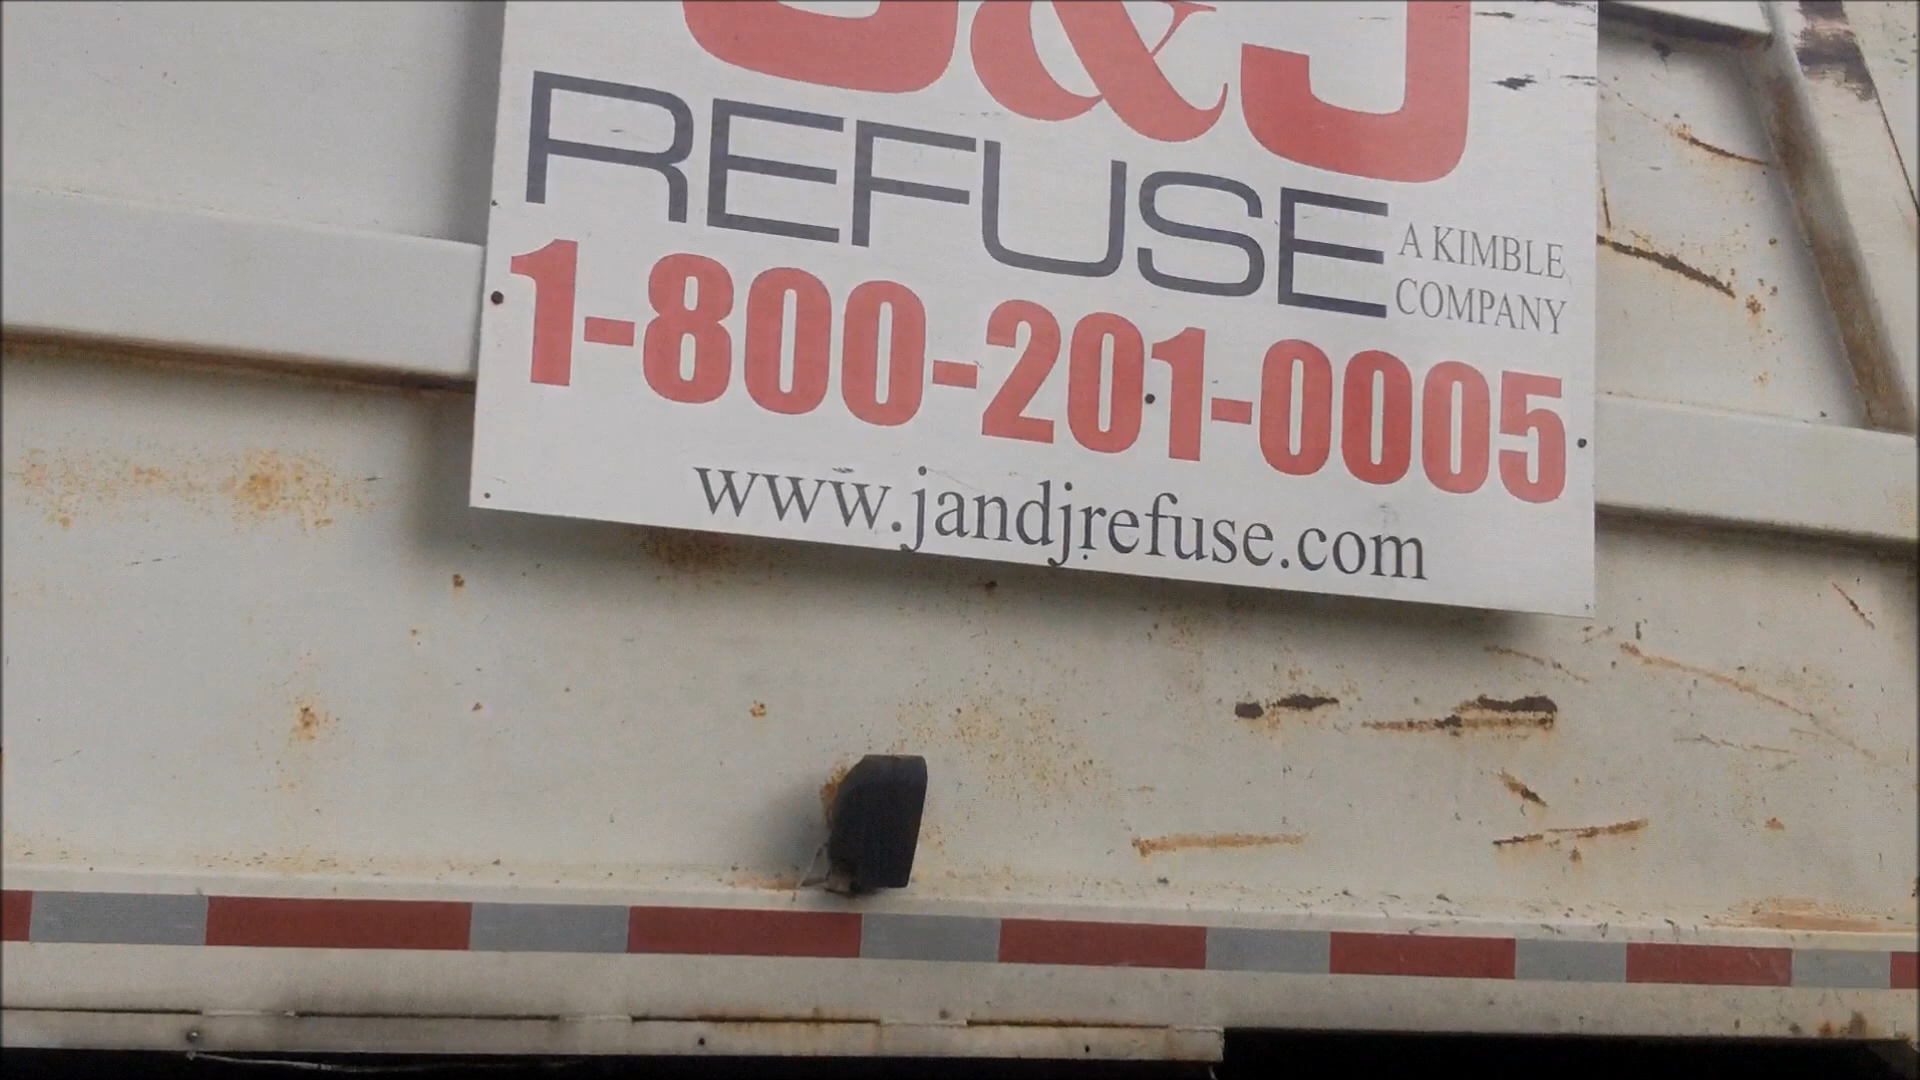 J&J
REFUSE
A KIMBLE
COMPANY
1-800-201-0005
www.jandjrefuse.com